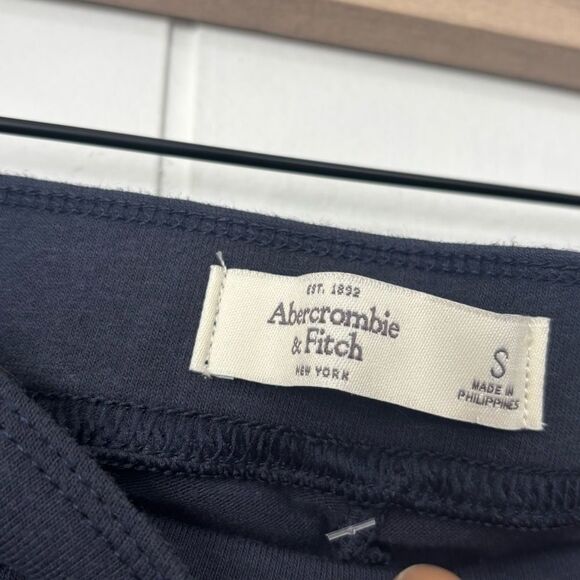 EST. 1892
Abercrombie
& Fitch
NEW YORK
S
MADE IN
PHILIPPINES